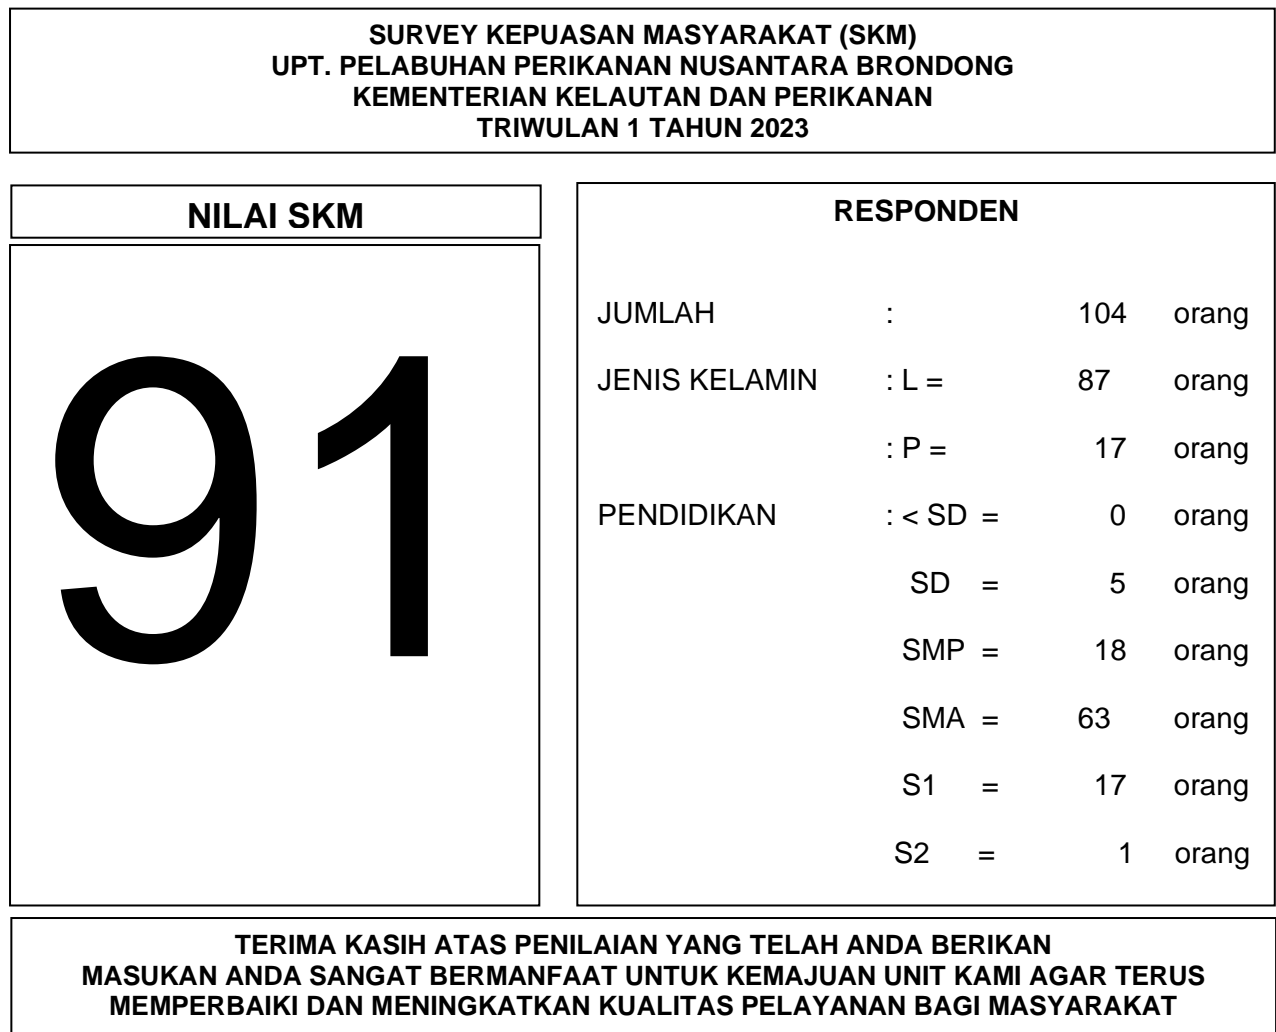 SURVEY KEPUASAN MASYARAKAT (SKM)
UPT. PELABUHAN PERIKANAN NUSANTARA BRONDONG
KEMENTERIAN KELAUTAN DAN PERIKANAN
TRIWULAN 1 TAHUN 2023
NILAI SKM
91
RESPONDEN
JUMLAH : 104 orang
JENIS KELAMIN : L = 87 orang
: P = 17 orang
PENDIDIKAN : < SD = 0 orang
SD = 5 orang
SMP = 18 orang
SMA = 63 orang
S1 = 17 orang
S2 = 1 orang
TERIMA KASIH ATAS PENILAIAN YANG TELAH ANDA BERIKAN
MASUKAN ANDA SANGAT BERMANFAAT UNTUK KEMAJUAN UNIT KAMI AGAR TERUS
MEMPERBAIKI DAN MENINGKATKAN KUALITAS PELAYANAN BAGI MASYARAKAT